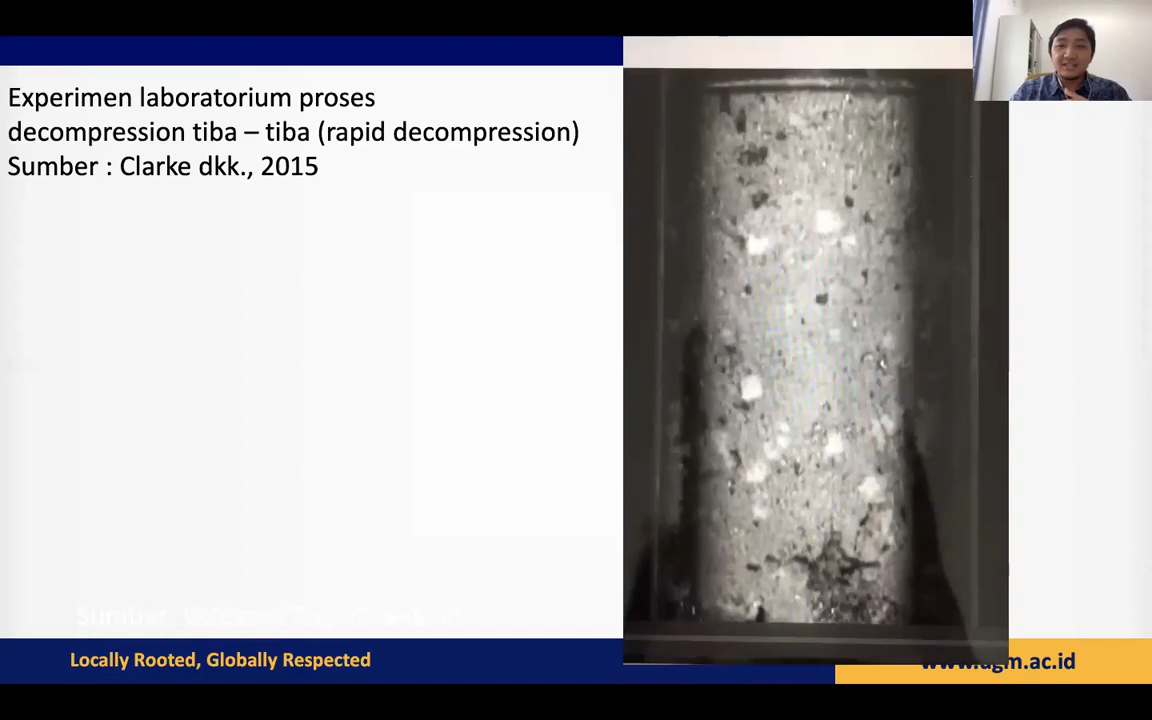 Experimen laboratorium proses
decompression tiba – tiba (rapid decompression)
Sumber : Clarke dkk., 2015
Sumber:
Locally Rooted, Globally Respected
www.ugm.ac.id